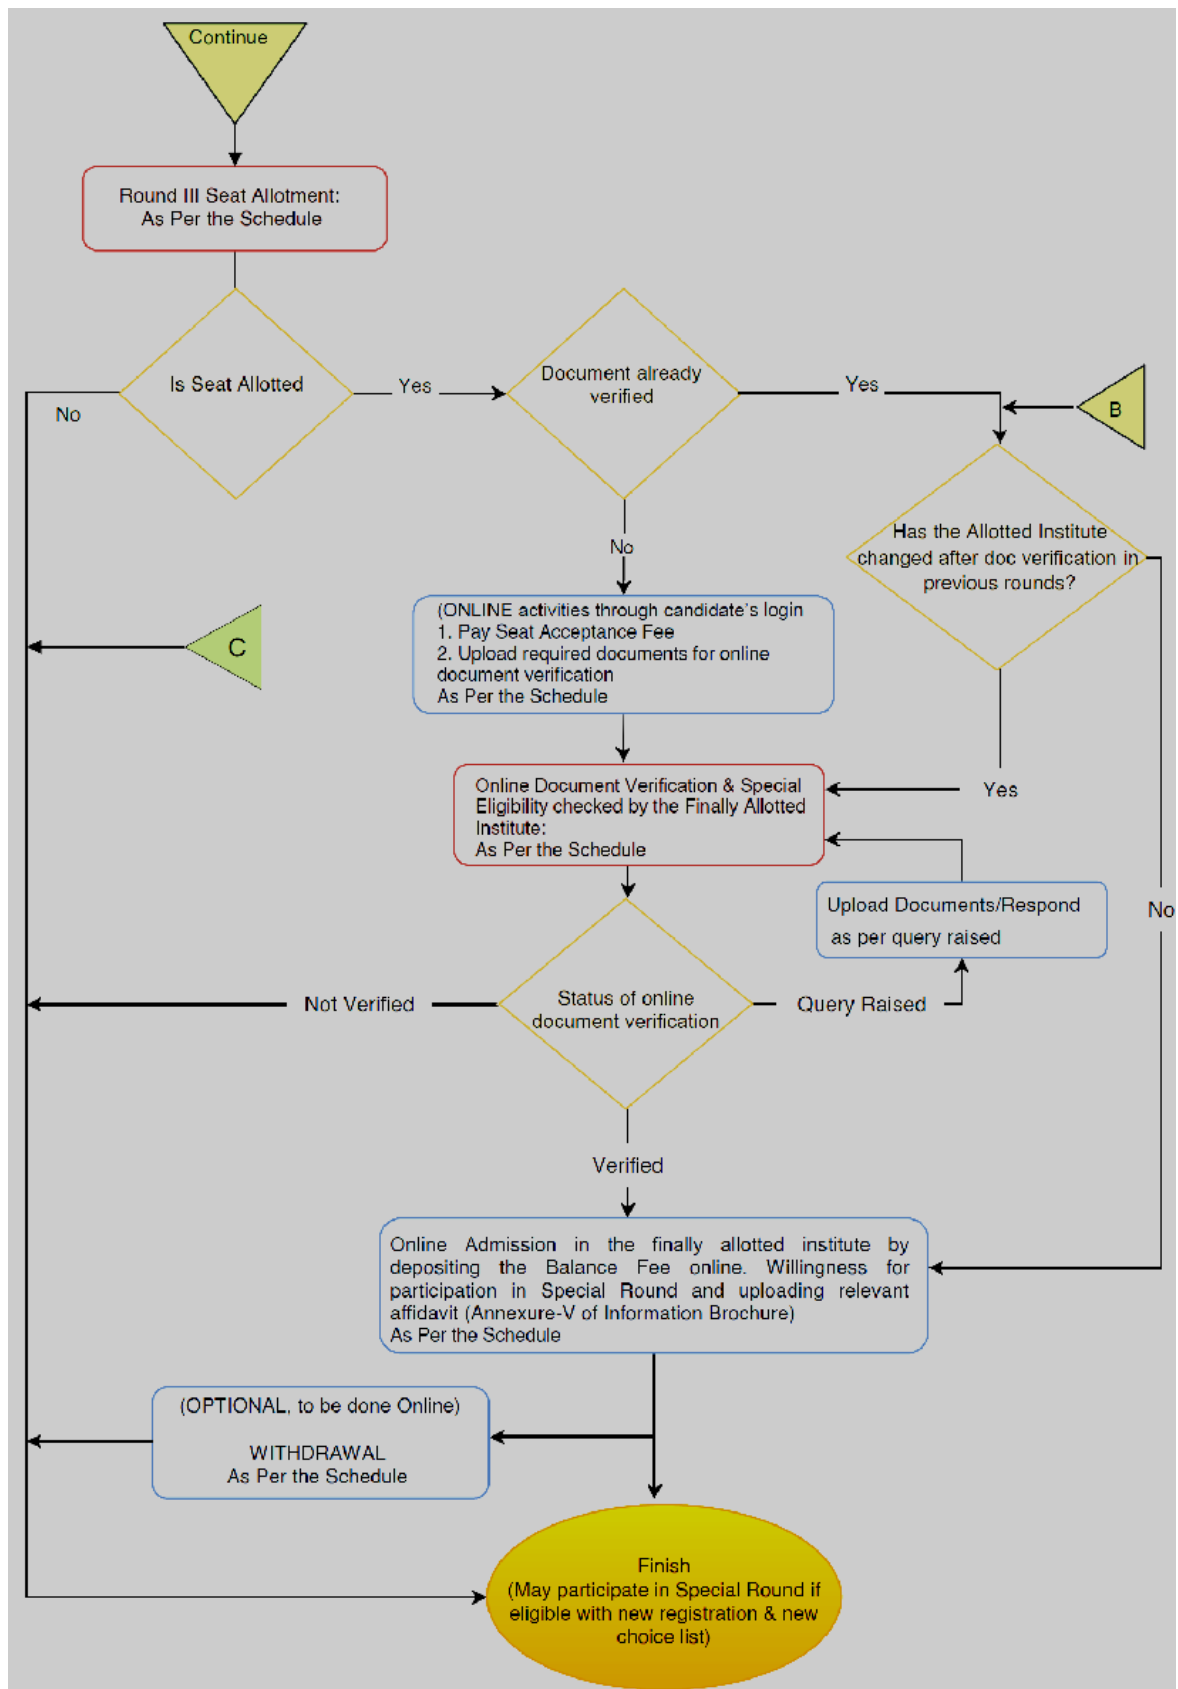 Continue
Round III Seat Allotment:
As Per the Schedule
Is Seat Allotted
Yes
No
Document already
verified
Yes
B
No
Has the Allotted Institute
changed after doc verification in
previous rounds?
(ONLINE activities through candidate's login
1. Pay Seat Acceptance Fee
2. Upload required documents for online
document verification
As Per the Schedule
C
Online Document Verification & Special
Eligibility checked by the Finally Allotted
Institute:
As Per the Schedule
Yes
Upload Documents/Respond
as per query raised
No
Status of online
document verification
Not Verified
Query Raised
Verified
Online Admission in the finally allotted institute by
depositing the Balance Fee online. Willingness for
participation in Special Round and uploading relevant
affidavit (Annexure-V of Information Brochure)
As Per the Schedule
(OPTIONAL, to be done Online)
WITHDRAWAL
As Per the Schedule
Finish
(May participate in Special Round if
eligible with new registration & new
choice list)